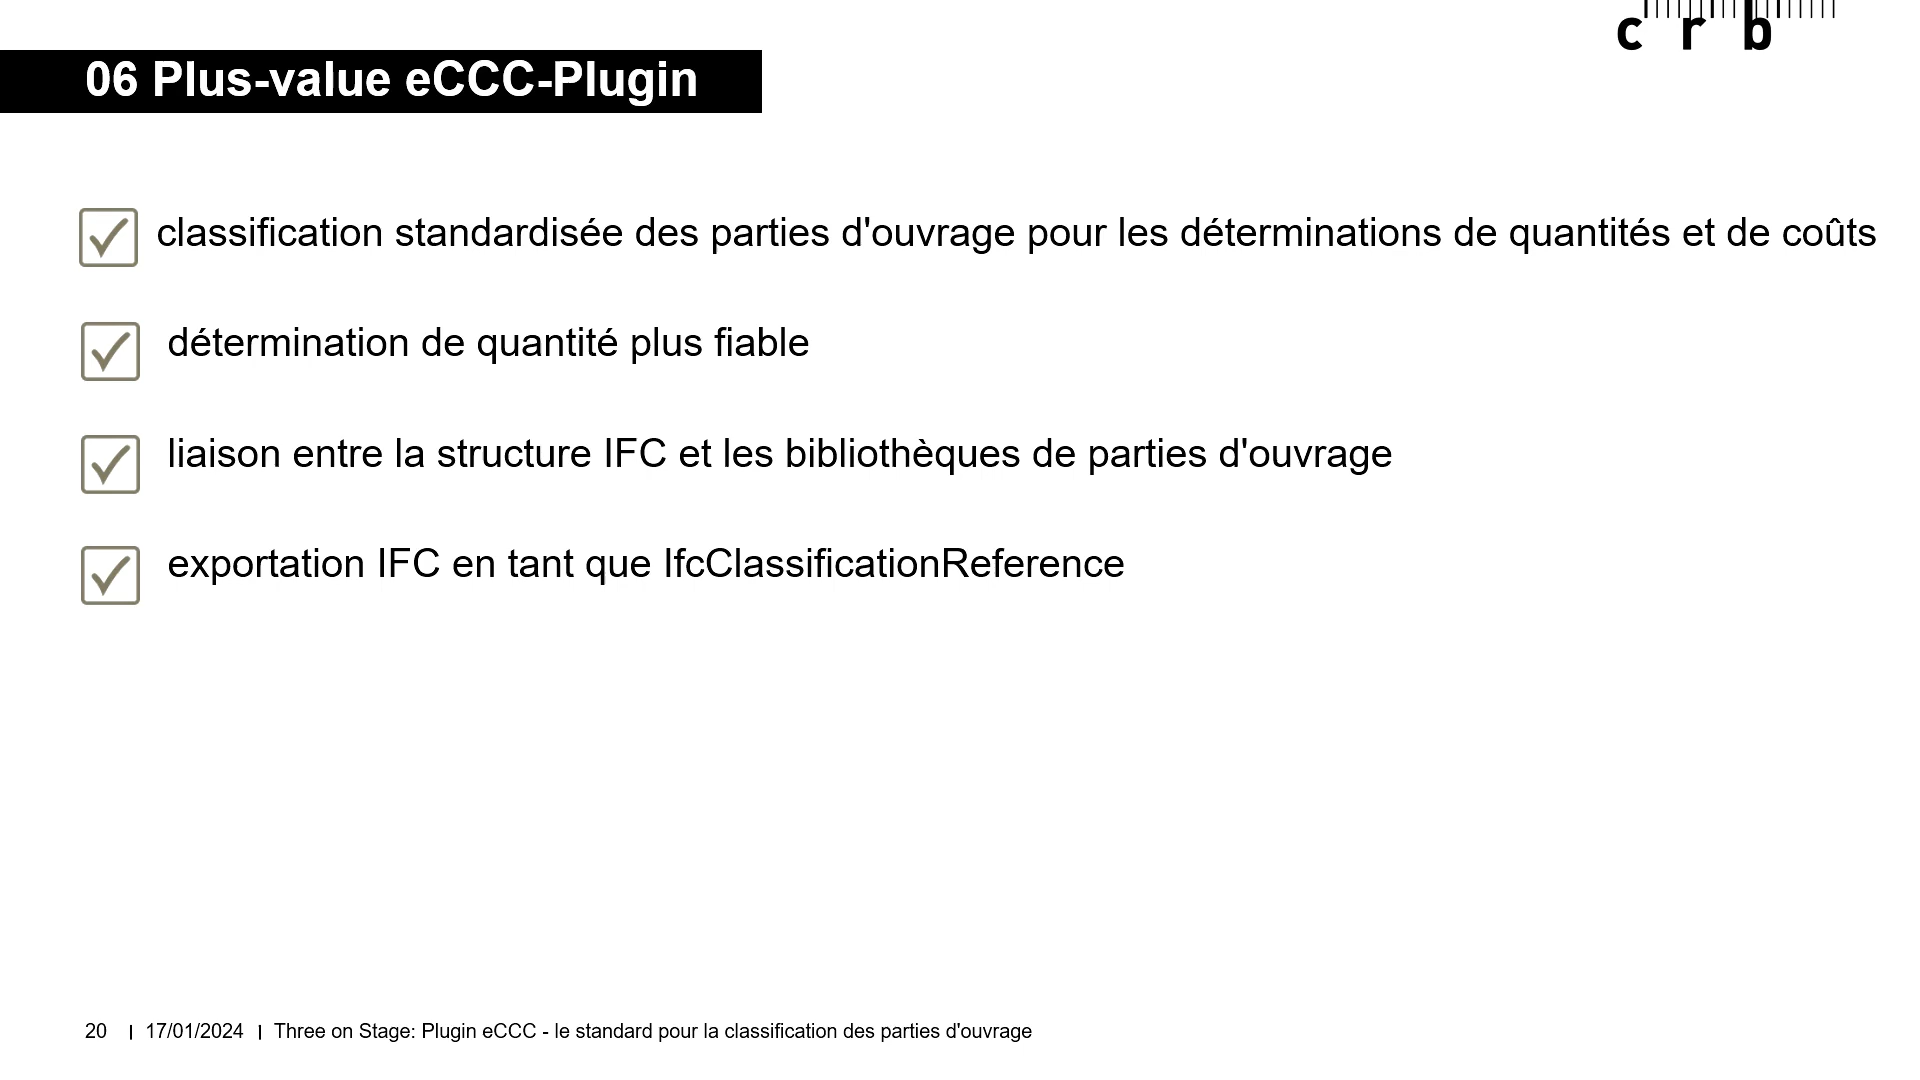 crb
06 Plus-value eCCC-Plugin
classification standardisée des parties d'ouvrage pour les déterminations de quantités et de coûts
détermination de quantité plus fiable
liaison entre la structure IFC et les bibliothèques de parties d'ouvrage
exportation IFC en tant que IfcClassificationReference
20 | 17/01/2024 | Three on Stage: Plugin eCCC - le standard pour la classification des parties d'ouvrage